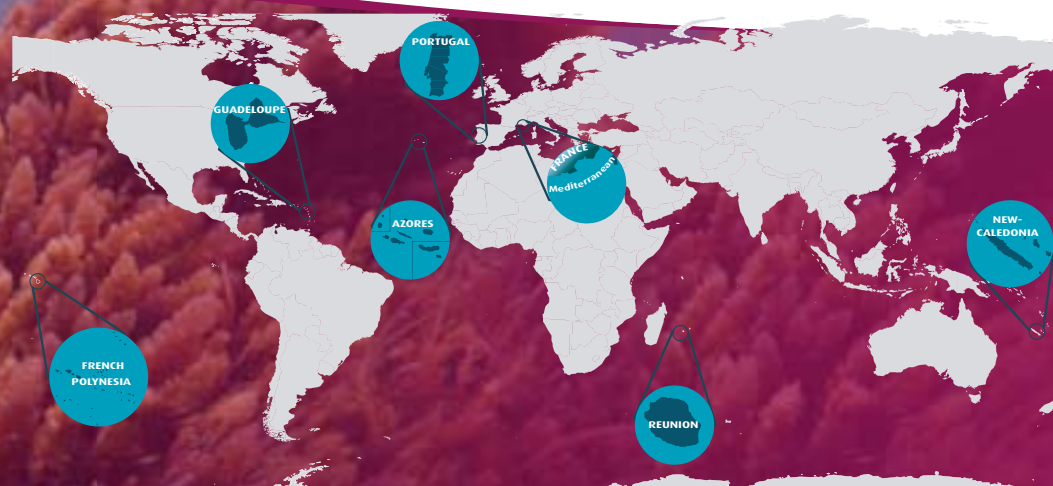 PORTUGAL
GUADELOUPE
FRANCE
Mediterranean
AZORES
NEW-
CALEDONIA
FRENCH
POLYNESIA
REUNION